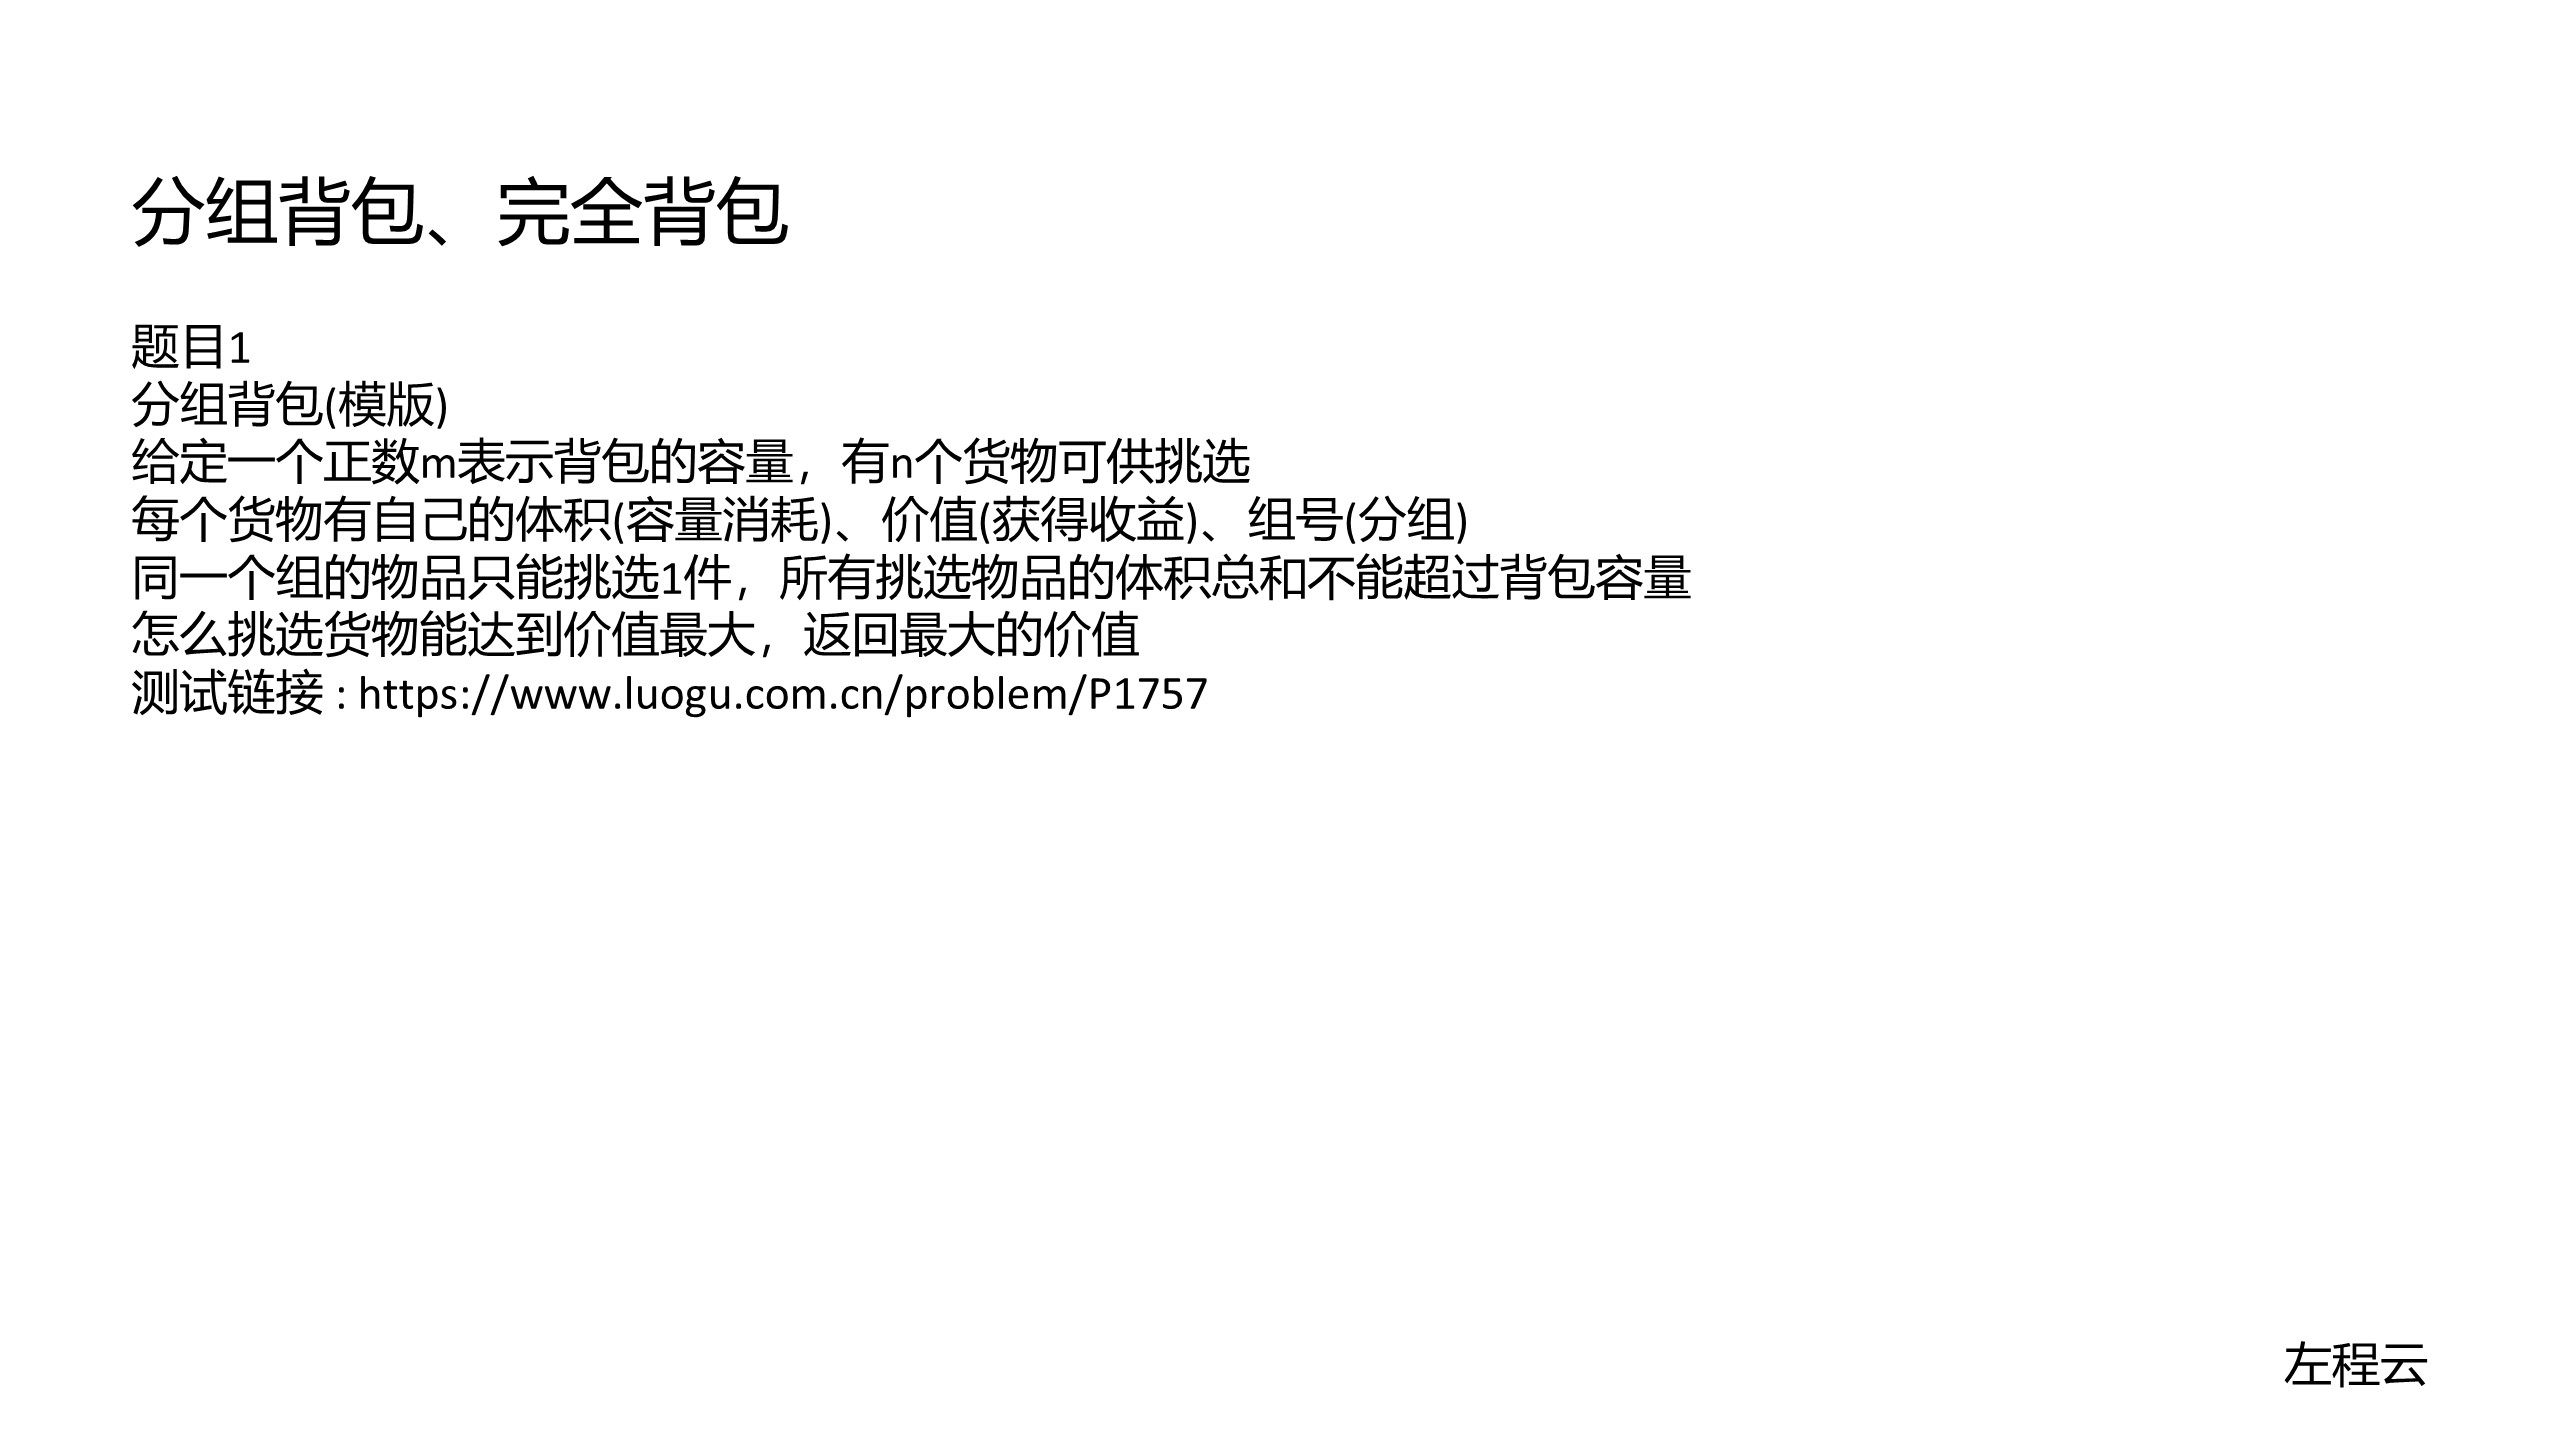 分组背包、完全背包
题目1
分组背包(模版)
给定一个正数m表示背包的容量，有n个货物可供挑选
每个货物有自己的体积(容量消耗)、价值(获得收益)、组号(分组)
同一个组的物品只能挑选1件，所有挑选物品的体积总和不能超过背包容量
怎么挑选货物能达到价值最大，返回最大的价值
测试链接 : https://www.luogu.com.cn/problem/P1757
左程云